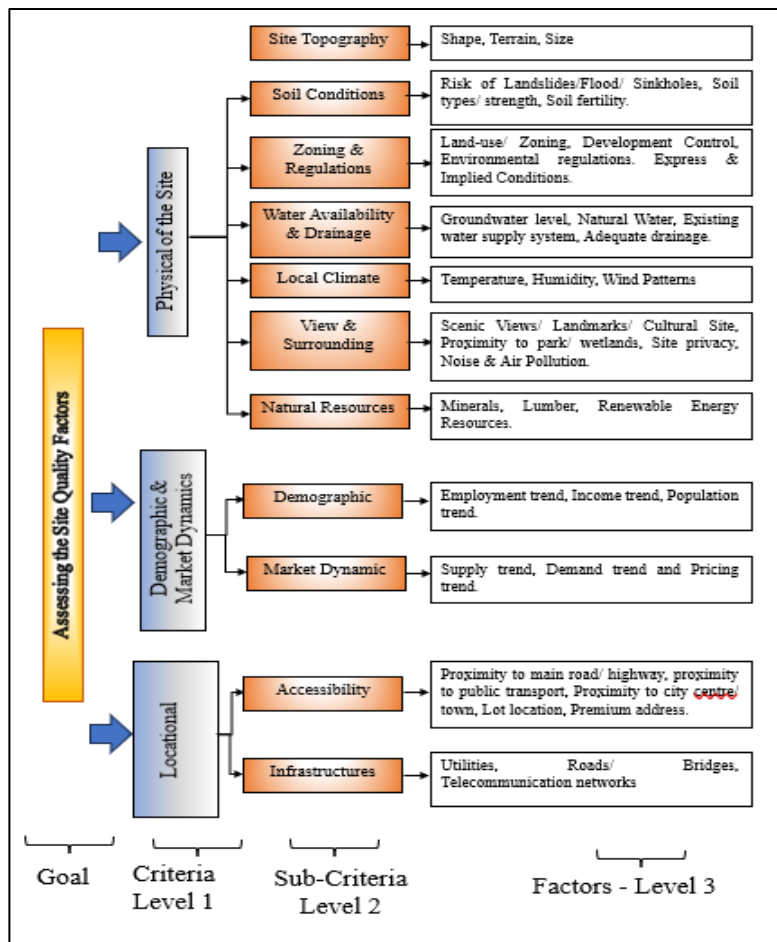 Site Topography
Shape, Terrain, Size
Soil Conditions
Risk of Landslides/Flood/ Sinkholes, Soil
types/ strength, Soil fertility.
Zoning &
Regulations
Land-use/ Zoning, Development Control,
Environmental regulations. Express &
Implied Conditions.
Water Availability
& Drainage
Groundwater level, Natural Water, Existing
water supply system, Adequate drainage.
Local Climate
Temperature, Humidity, Wind Patterns
View &
Surrounding
Scenic Views/ Landmarks/ Cultural Site,
Proximity to park/ wetlands, Site privacy,
Noise & Air Pollution.
Natural Resources
Minerals, Lumber, Renewable Energy
Resources.
Physical of the Site
Assessing the Site Quality Factors
Demographic &
Market Dynamics
Demographic
Employment trend, Income trend, Population
trend.
Market Dynamic
Supply trend, Demand trend and Pricing
trend.
Locational
Accessibility
Proximity to main road/ highway, proximity
to public transport, Proximity to city centre/
town, Lot location, Premium address.
Infrastructures
Utilities, Roads/ Bridges,
Telecommunication networks
Goal
Criteria
Level 1
Sub-Criteria
Level 2
Factors - Level 3